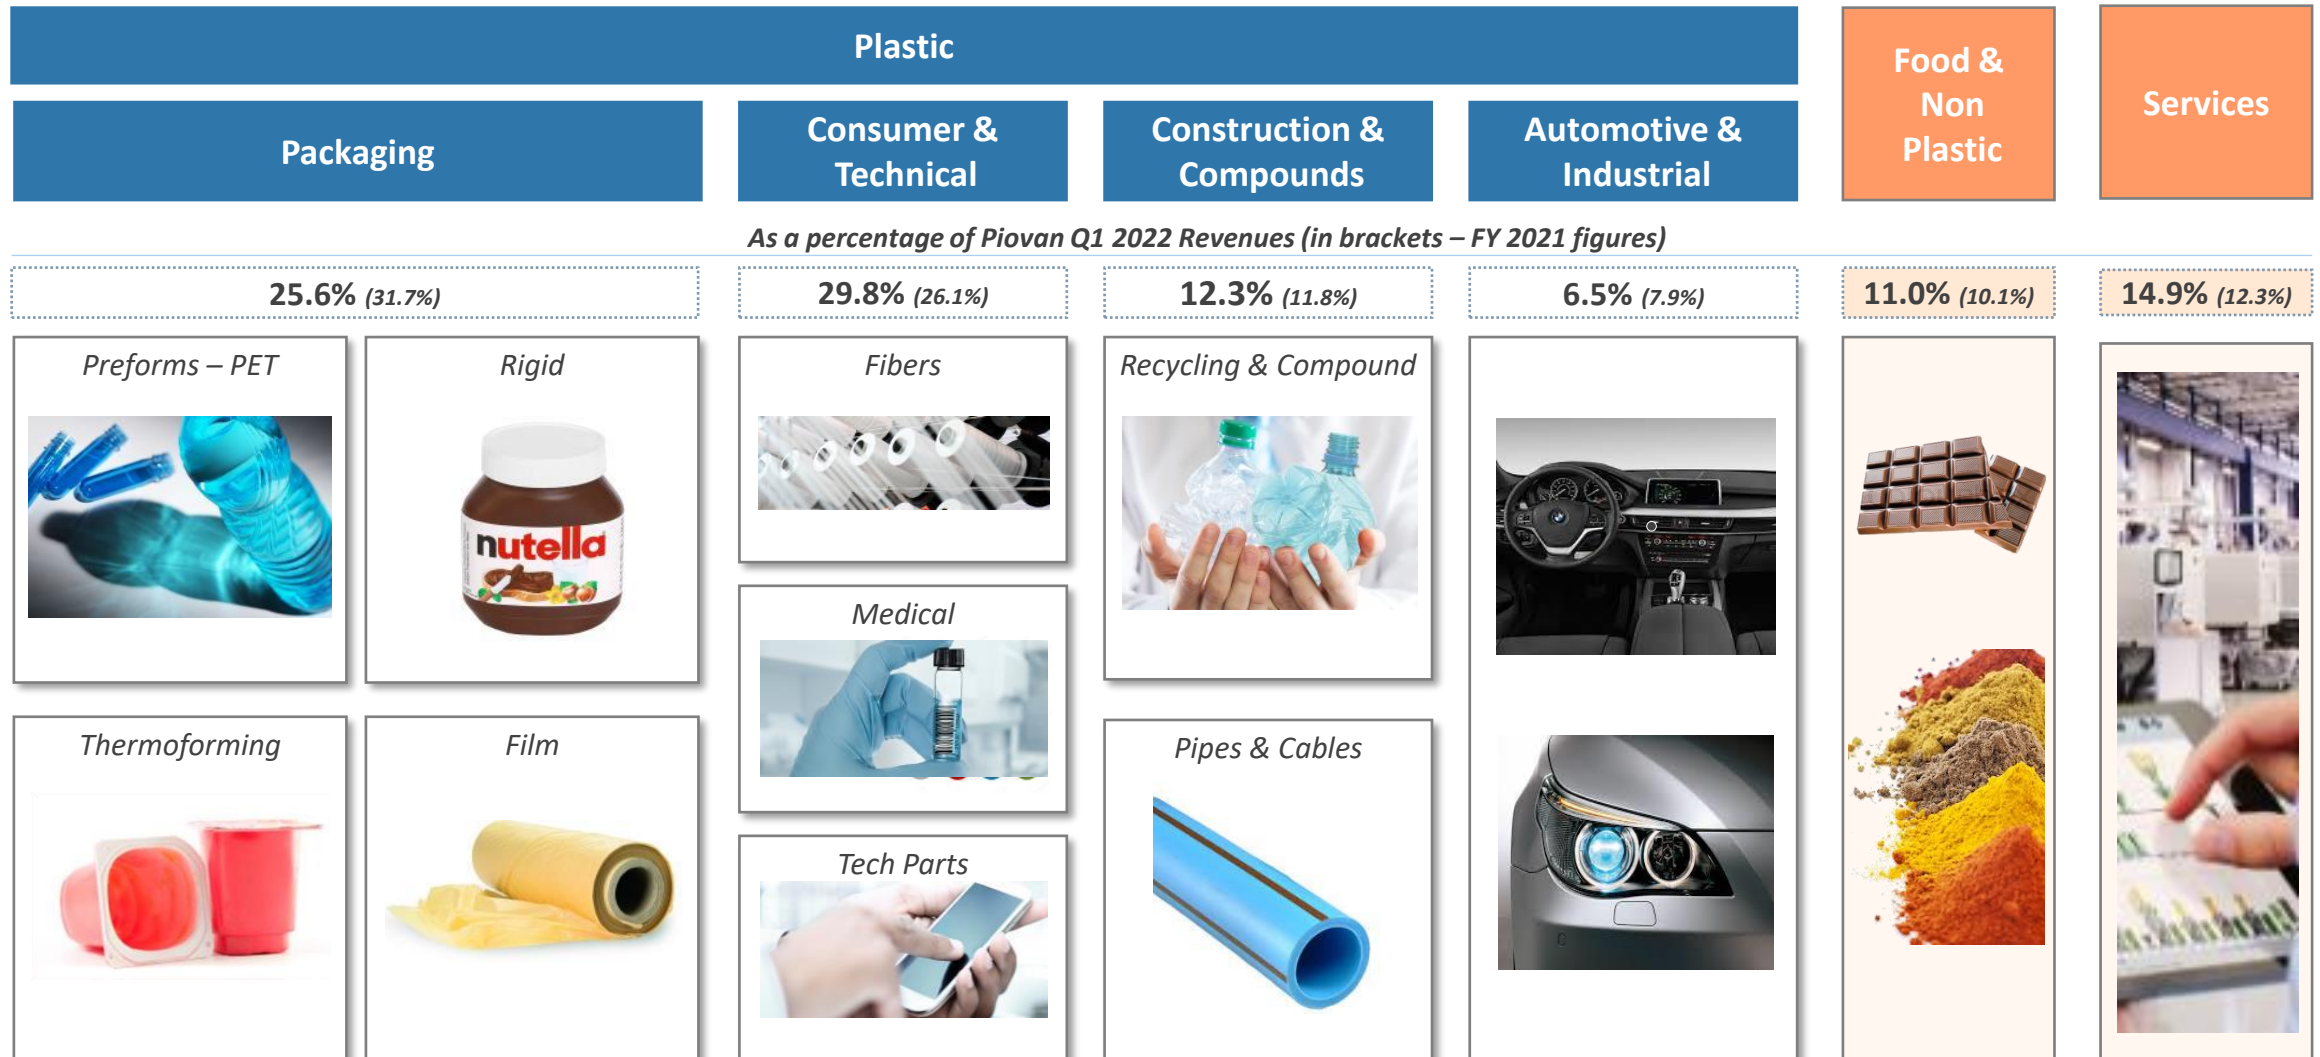 Plastic
Food &
Non
Plastic
Services
Packaging
Consumer &
Technical
Construction &
Compounds
Automotive &
Industrial
As a percentage of Piovan Q1 2022 Revenues (in brackets – FY 2021 figures)
25.6% (31.7%)
29.8% (26.1%)
12.3% (11.8%)
6.5% (7.9%)
11.0% (10.1%)
14.9% (12.3%)
Preforms – PET
Rigid
Fibers
Recycling & Compound
nutella
Medical
Thermoforming
Film
Pipes & Cables
Tech Parts